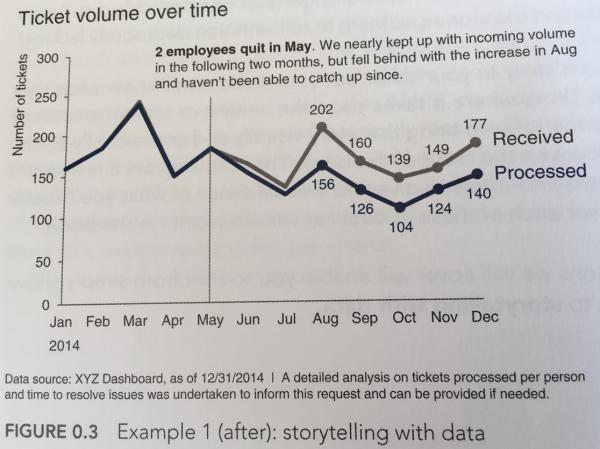 Ticket volume over time
2 employees quit in May. We nearly kept up with incoming volume
in the following two months, but fell behind with the increase in Aug
and haven't been able to catch up since.
Number of tickets
300
250
200
150
100
50
0
202
160
139
149
177
Received
Processed
156
126
104
124
140
Jan Feb Mar Apr May Jun Jul Aug Sep Oct Nov Dec
2014
Data source: XYZ Dashboard, as of 12/31/2014 | A detailed analysis on tickets processed per person
and time to resolve issues was undertaken to inform this request and can be provided if needed.
FIGURE 0.3 Example 1 (after): storytelling with data